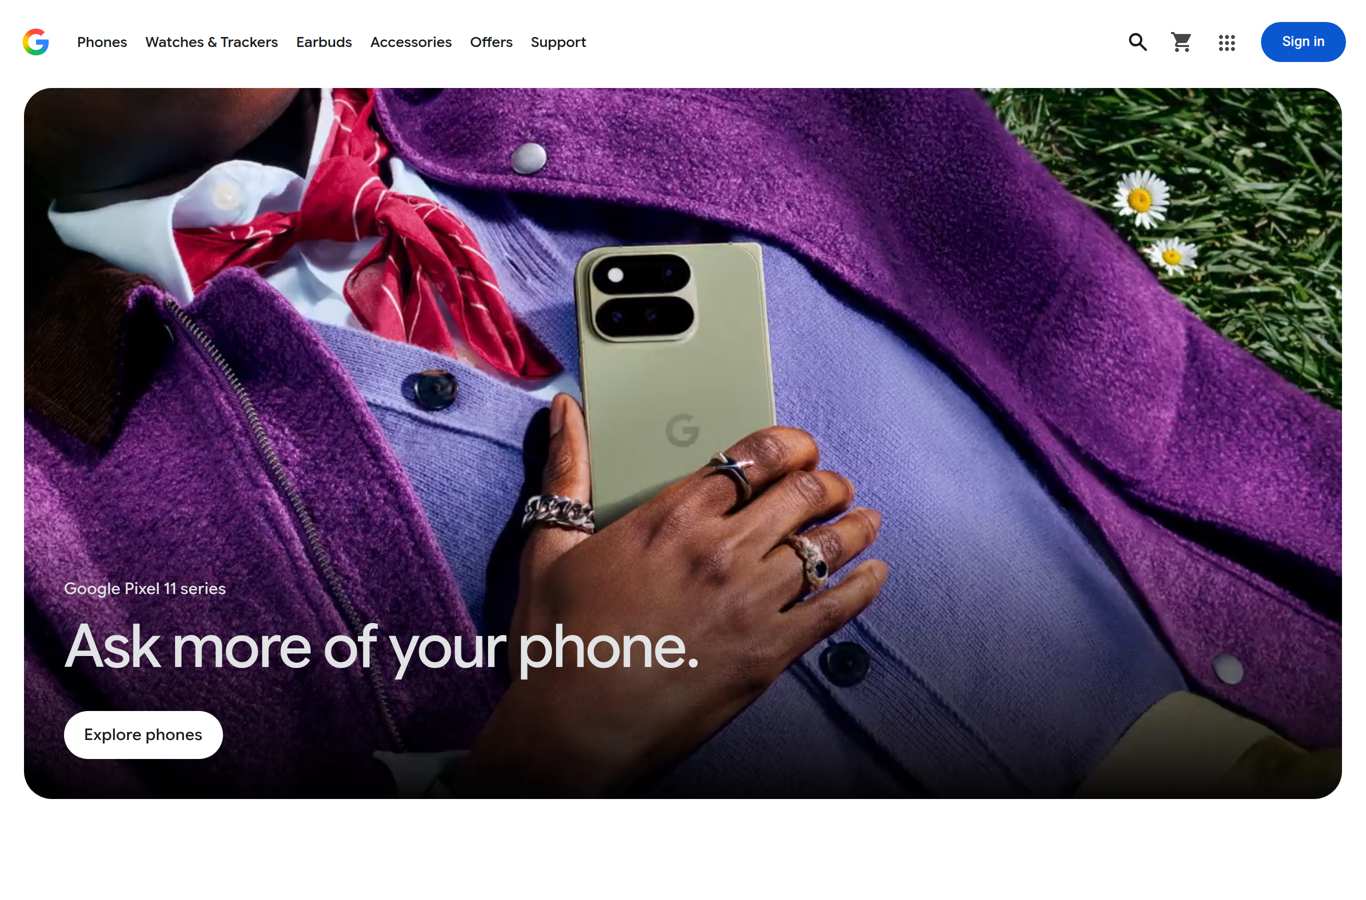 Phones Watches & Trackers Earbuds Accessories Offers Support Sign in
Google Pixel 11 series
Ask more of your phone.
Explore phones